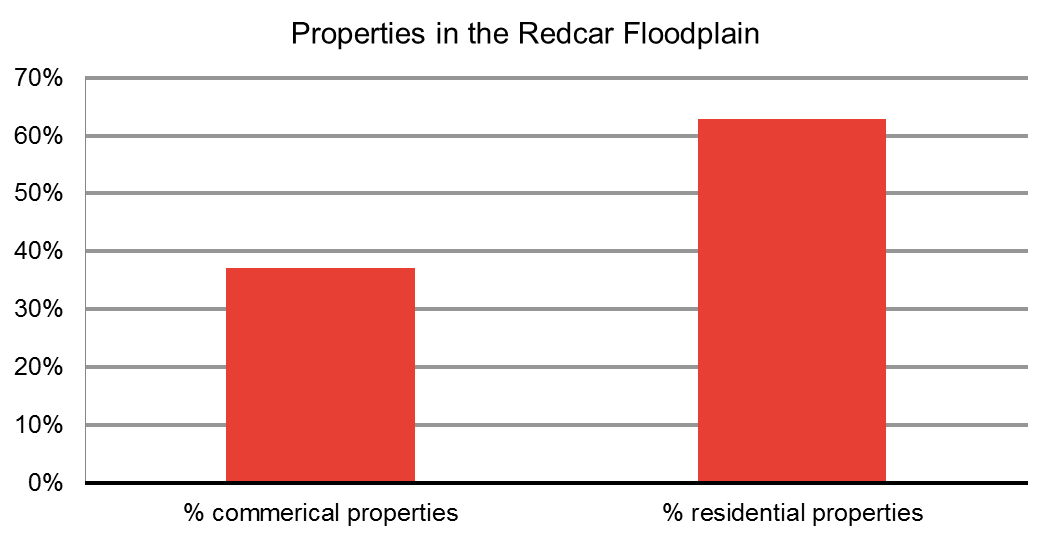 Properties in the Redcar Floodplain
70%
60%
50%
40%
30%
20%
10%
0%
% commerical properties
% residential properties